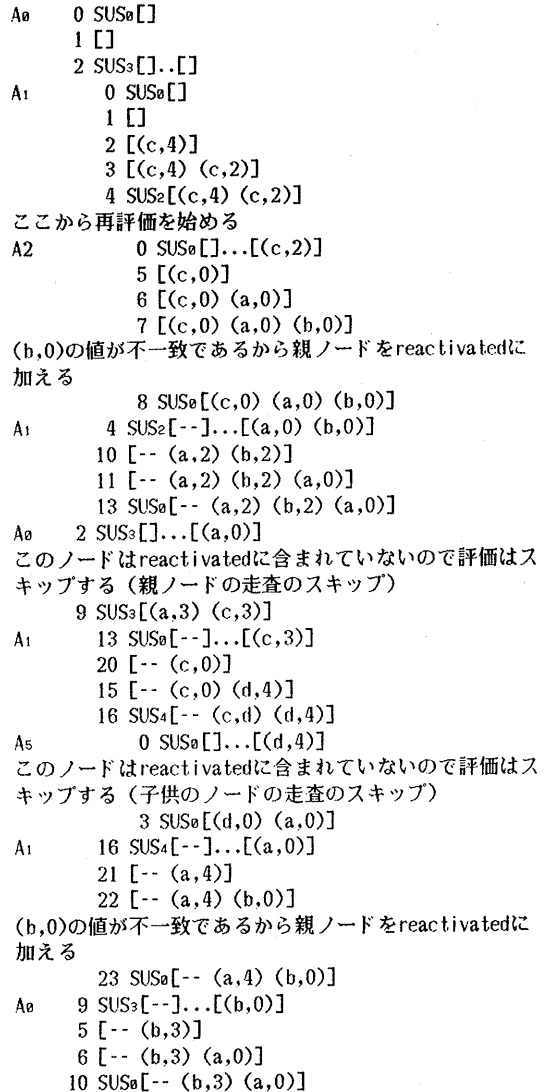 A0 0 SUS0[]
1 []
2 SUS3[]..[]
A1 0 SUS0[]
1 []
2 [(c,4)]
3 [(c,4) (c,2)]
4 SUS2[(c,4) (c,2)]
ここから再評価を始める
A2 0 SUS0[]...[(c,2)]
5 [(c,0)]
6 [(c,0) (a,0)]
7 [(c,0) (a,0) (b,0)]
(b,0)の値が不一致であるから親ノードをreactivatedに
加える
8 SUS0[(c,0) (a,0) (b,0)]
A1 4 SUS2[--]...[(a,0) (b,0)]
10 [-- (a,2) (b,2)]
11 [-- (a,2) (b,2) (a,0)]
13 SUS0[-- (a,2) (b,2) (a,0)]
A0 2 SUS3[]...[(a,0)]
このノードはreactivatedに含まれていないので評価はス
キップする（親ノードの走査のスキップ）
9 SUS3[(a,3) (c,3)]
A1 13 SUS0[--]...[(c,3)]
20 [-- (c,0)]
15 [-- (c,0) (d,4)]
16 SUS4[-- (c,d) (d,4)]
A5 0 SUS0[]...[(d,4)]
このノードはreactivatedに含まれていないので評価はス
キップする（子供のノードの走査のスキップ）
3 SUS0[(d,0) (a,0)]
A1 16 SUS4[--]...[(a,0)]
21 [-- (a,4)]
22 [-- (a,4) (b,0)]
(b,0)の値が不一致であるから親ノードをreactivatedに
加える
23 SUS0[-- (a,4) (b,0)]
A0 9 SUS3[--]...[(b,0)]
5 [-- (b,3)]
6 [-- (b,3) (a,0)]
10 SUS0[-- (b,3) (a,0)]